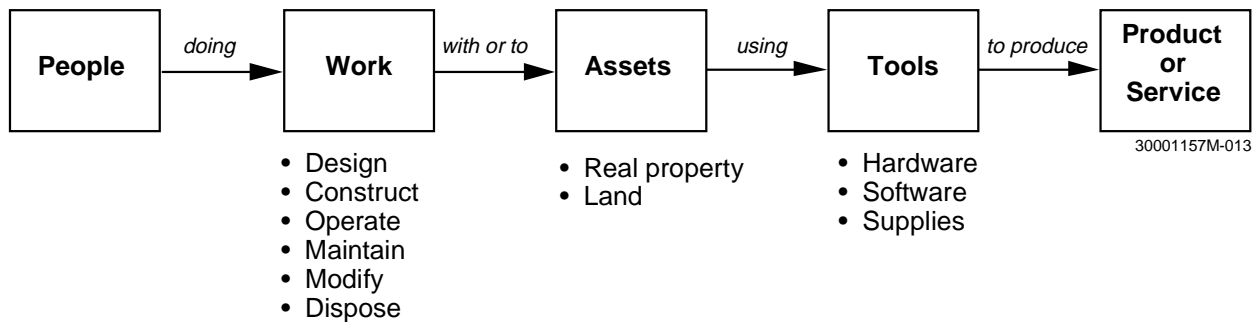 People
doing
Work
with or to
Assets
using
Tools
to produce
Product
or
Service
30001157M-013
• Design
• Construct
• Operate
• Maintain
• Modify
• Dispose
• Real property
• Land
• Hardware
• Software
• Supplies